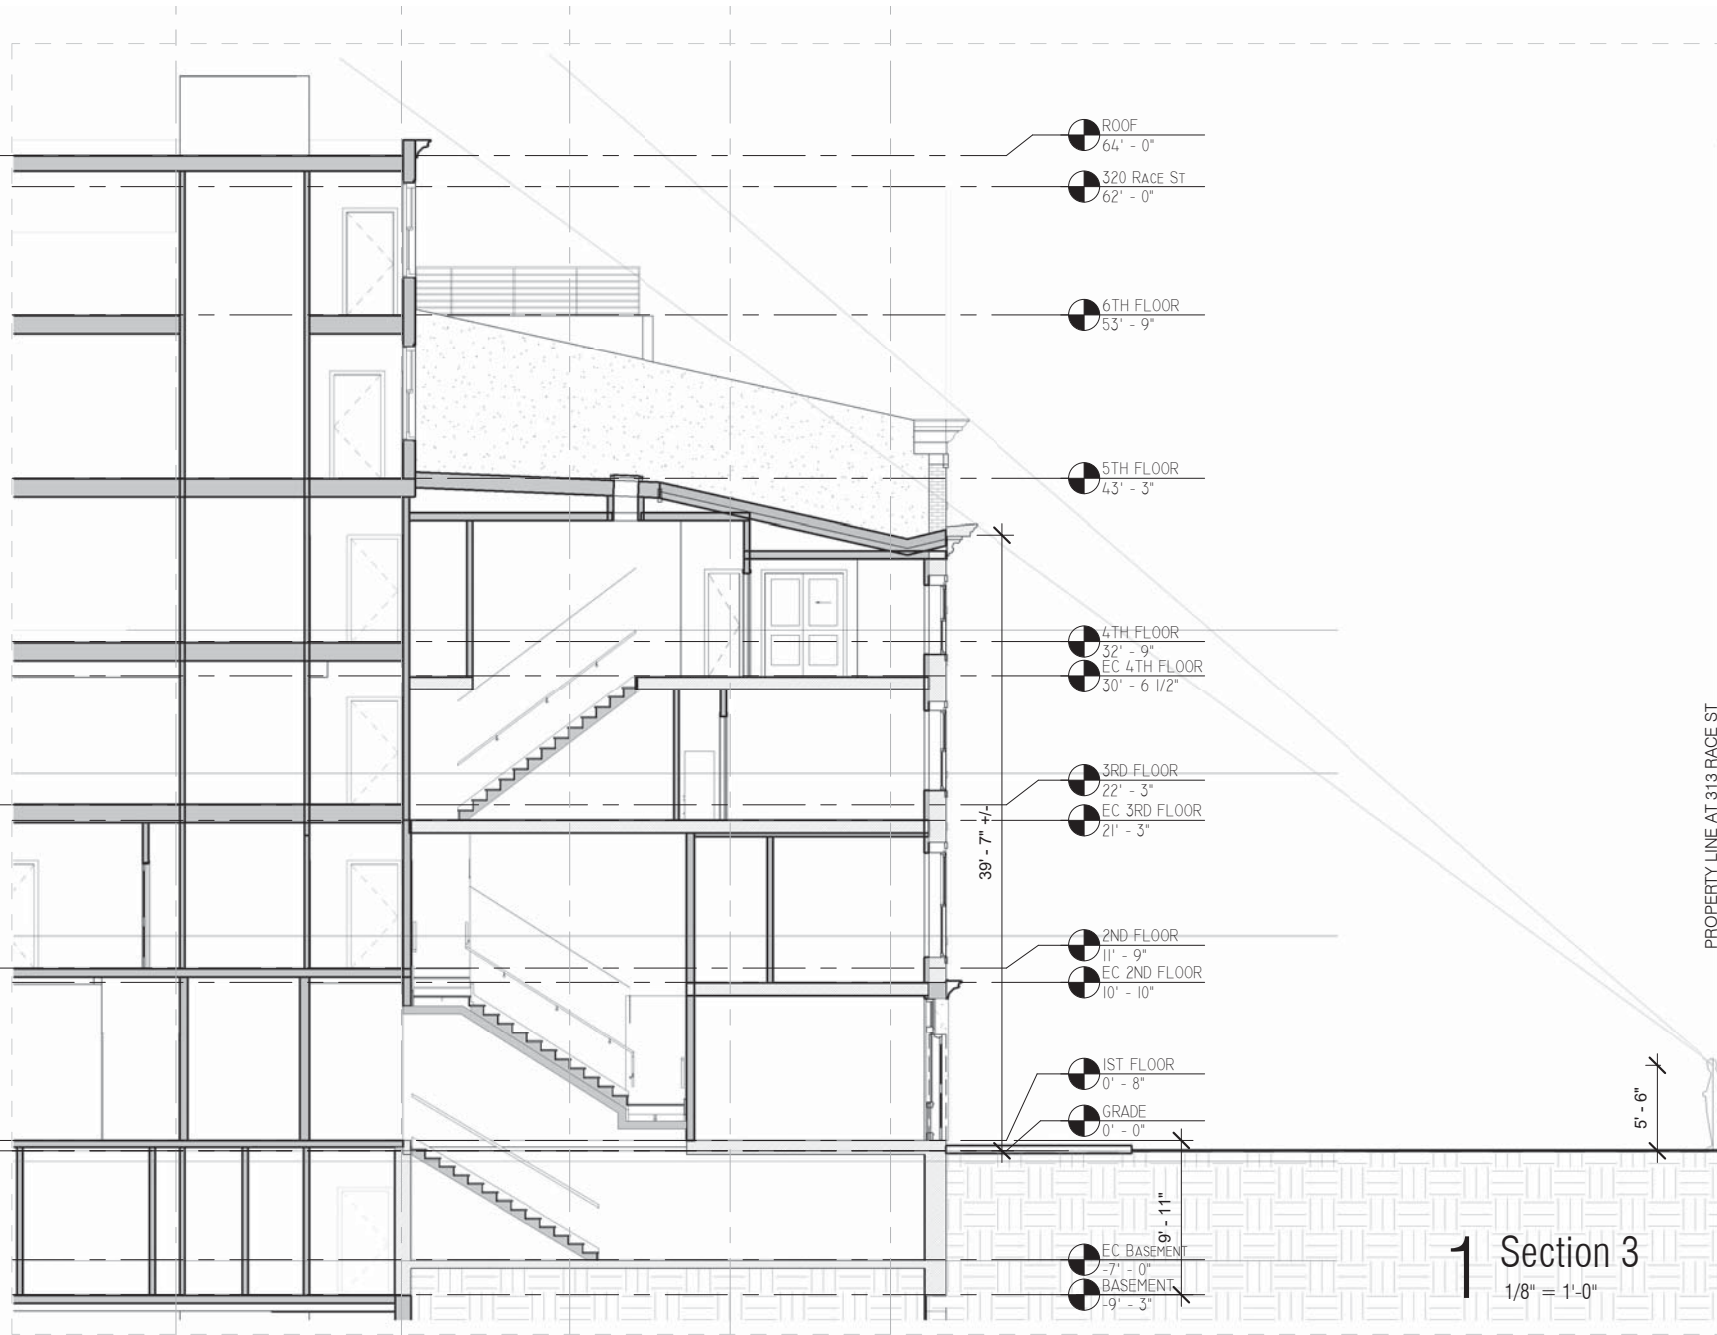 ROOF
64' - 0"
320 RACE ST
62' - 0"
6TH FLOOR
53' - 9"
5TH FLOOR
43' - 3"
4TH FLOOR
32' - 9"
EC 4TH FLOOR
30' - 6 1/2"
3RD FLOOR
22' - 3"
EC 3RD FLOOR
21' - 3"
39' - 7" +/-
2ND FLOOR
11' - 9"
EC 2ND FLOOR
10' - 10"
1ST FLOOR
0' - 8"
GRADE
0' - 0"
9' - 11"
EC BASEMENT
-7' - 0"
BASEMENT
-9' - 3"
PROPERTY LINE AT 313 RACE ST
5' - 6"
1 Section 3
1/8" = 1'-0"